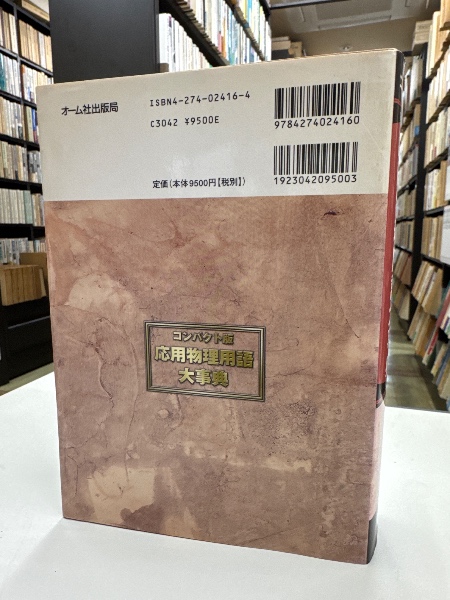 オーム社出版局
ISBN4-274-02416-4
C3042 ¥9500E
定価(本体9500円【税別】)
9784274024160
1923042095003
コンパクト版
応用物理用語
大事典